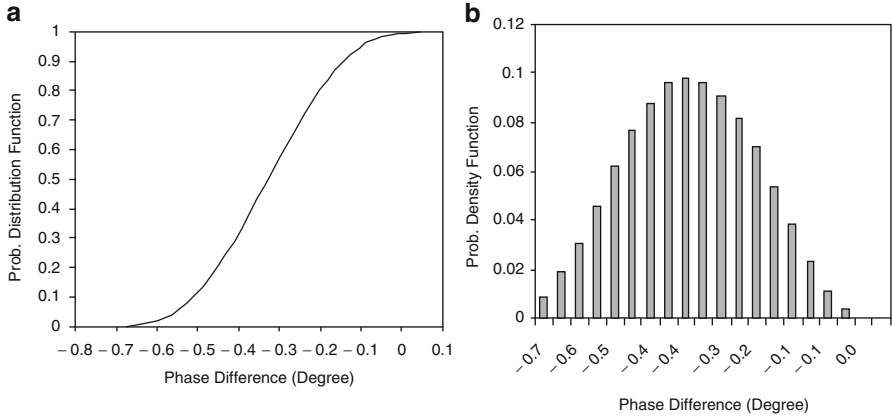 a
1
0.9
0.8
0.7
0.6
0.5
0.4
0.3
0.2
0.1
0
Prob. Distribution Function
−0.8 −0.7 −0.6 −0.5 −0.4 −0.3 −0.2 −0.1 0 0.1
Phase Difference (Degree)
b
0.12
0.1
0.08
0.06
0.04
0.02
0
Prob. Density Function
−0.7 −0.6 −0.5 −0.4 −0.4 −0.3 −0.2 −0.1 −0.1 0.0
Phase Difference (Degree)